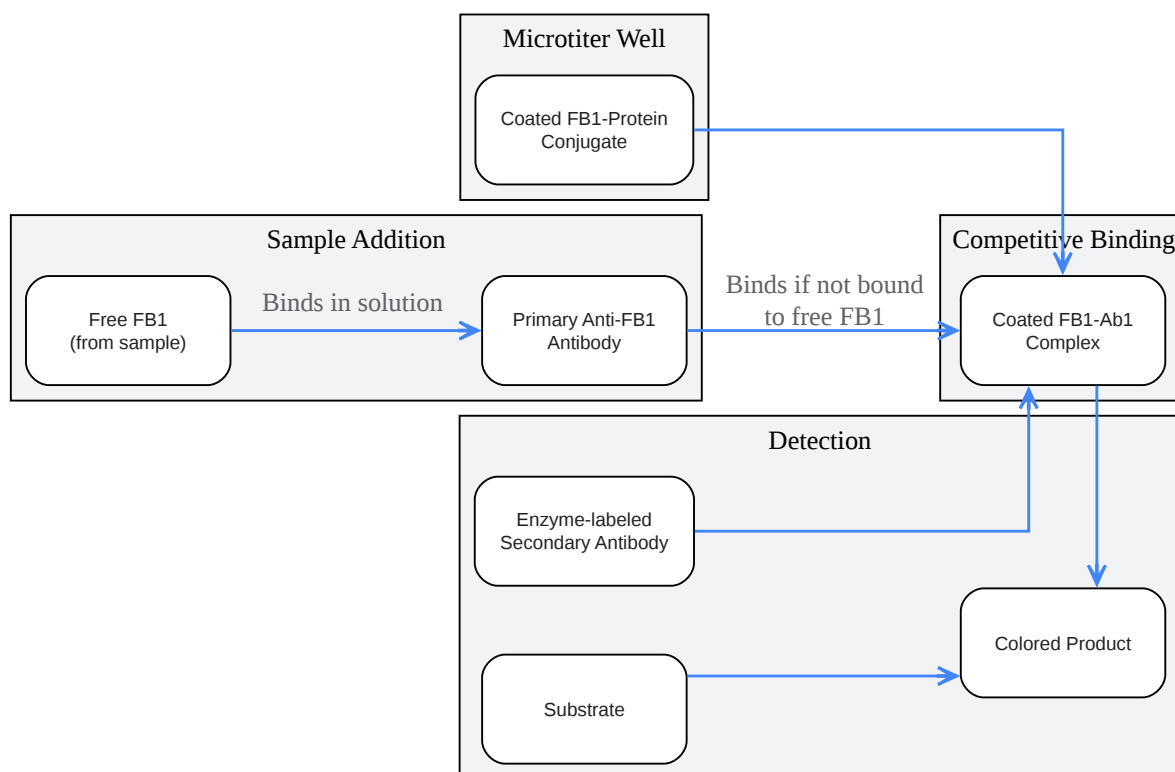 Microtiter Well
Coated FB1-Protein
Conjugate
Sample Addition
Free FB1
(from sample)
Binds in solution
Primary Anti-FB1
Antibody
Binds if not bound
to free FB1
Competitive Binding
Coated FB1-Ab1
Complex
Detection
Enzyme-labeled
Secondary Antibody
Substrate
Colored Product